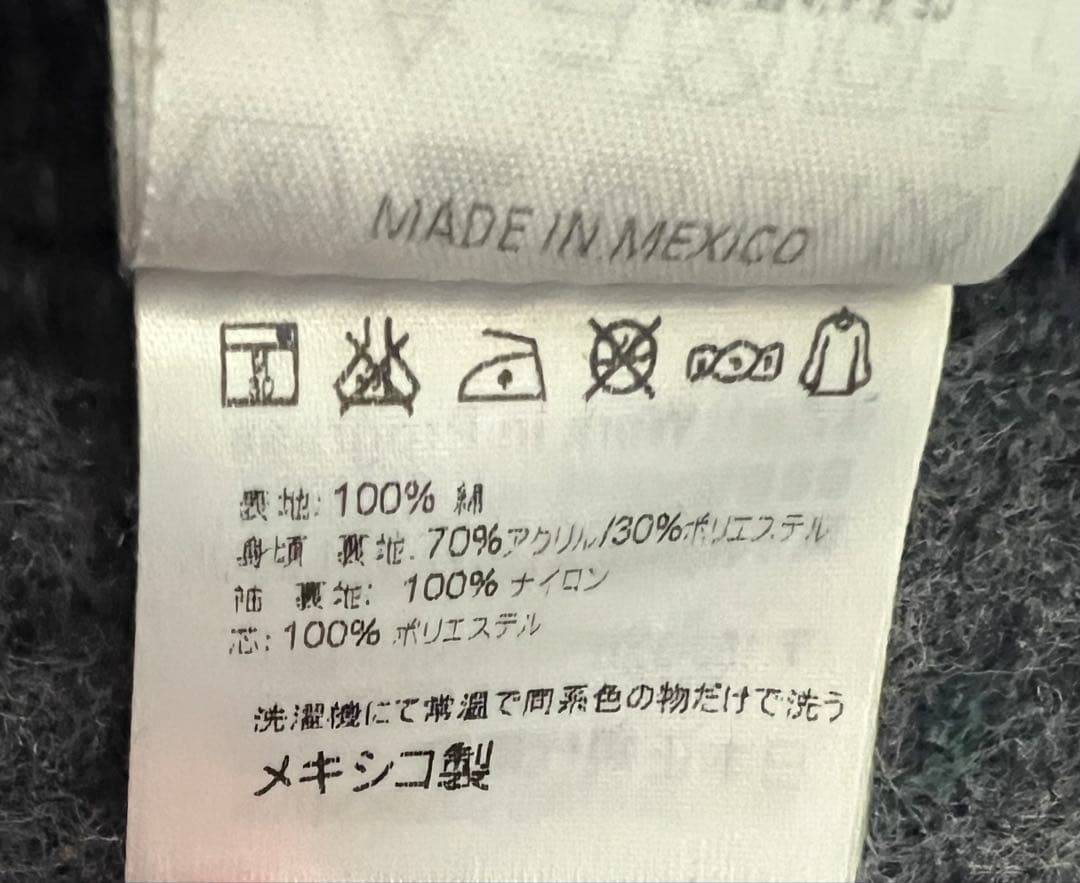 MADE IN MEXICO
30
表地: 100% 綿
身頃 裏地: 70%アクリル/30%ポリエステル
袖 裏地: 100% ナイロン
芯: 100% ポリエステル
洗濯機にて常温で同系色の物だけで洗う
メキシコ製